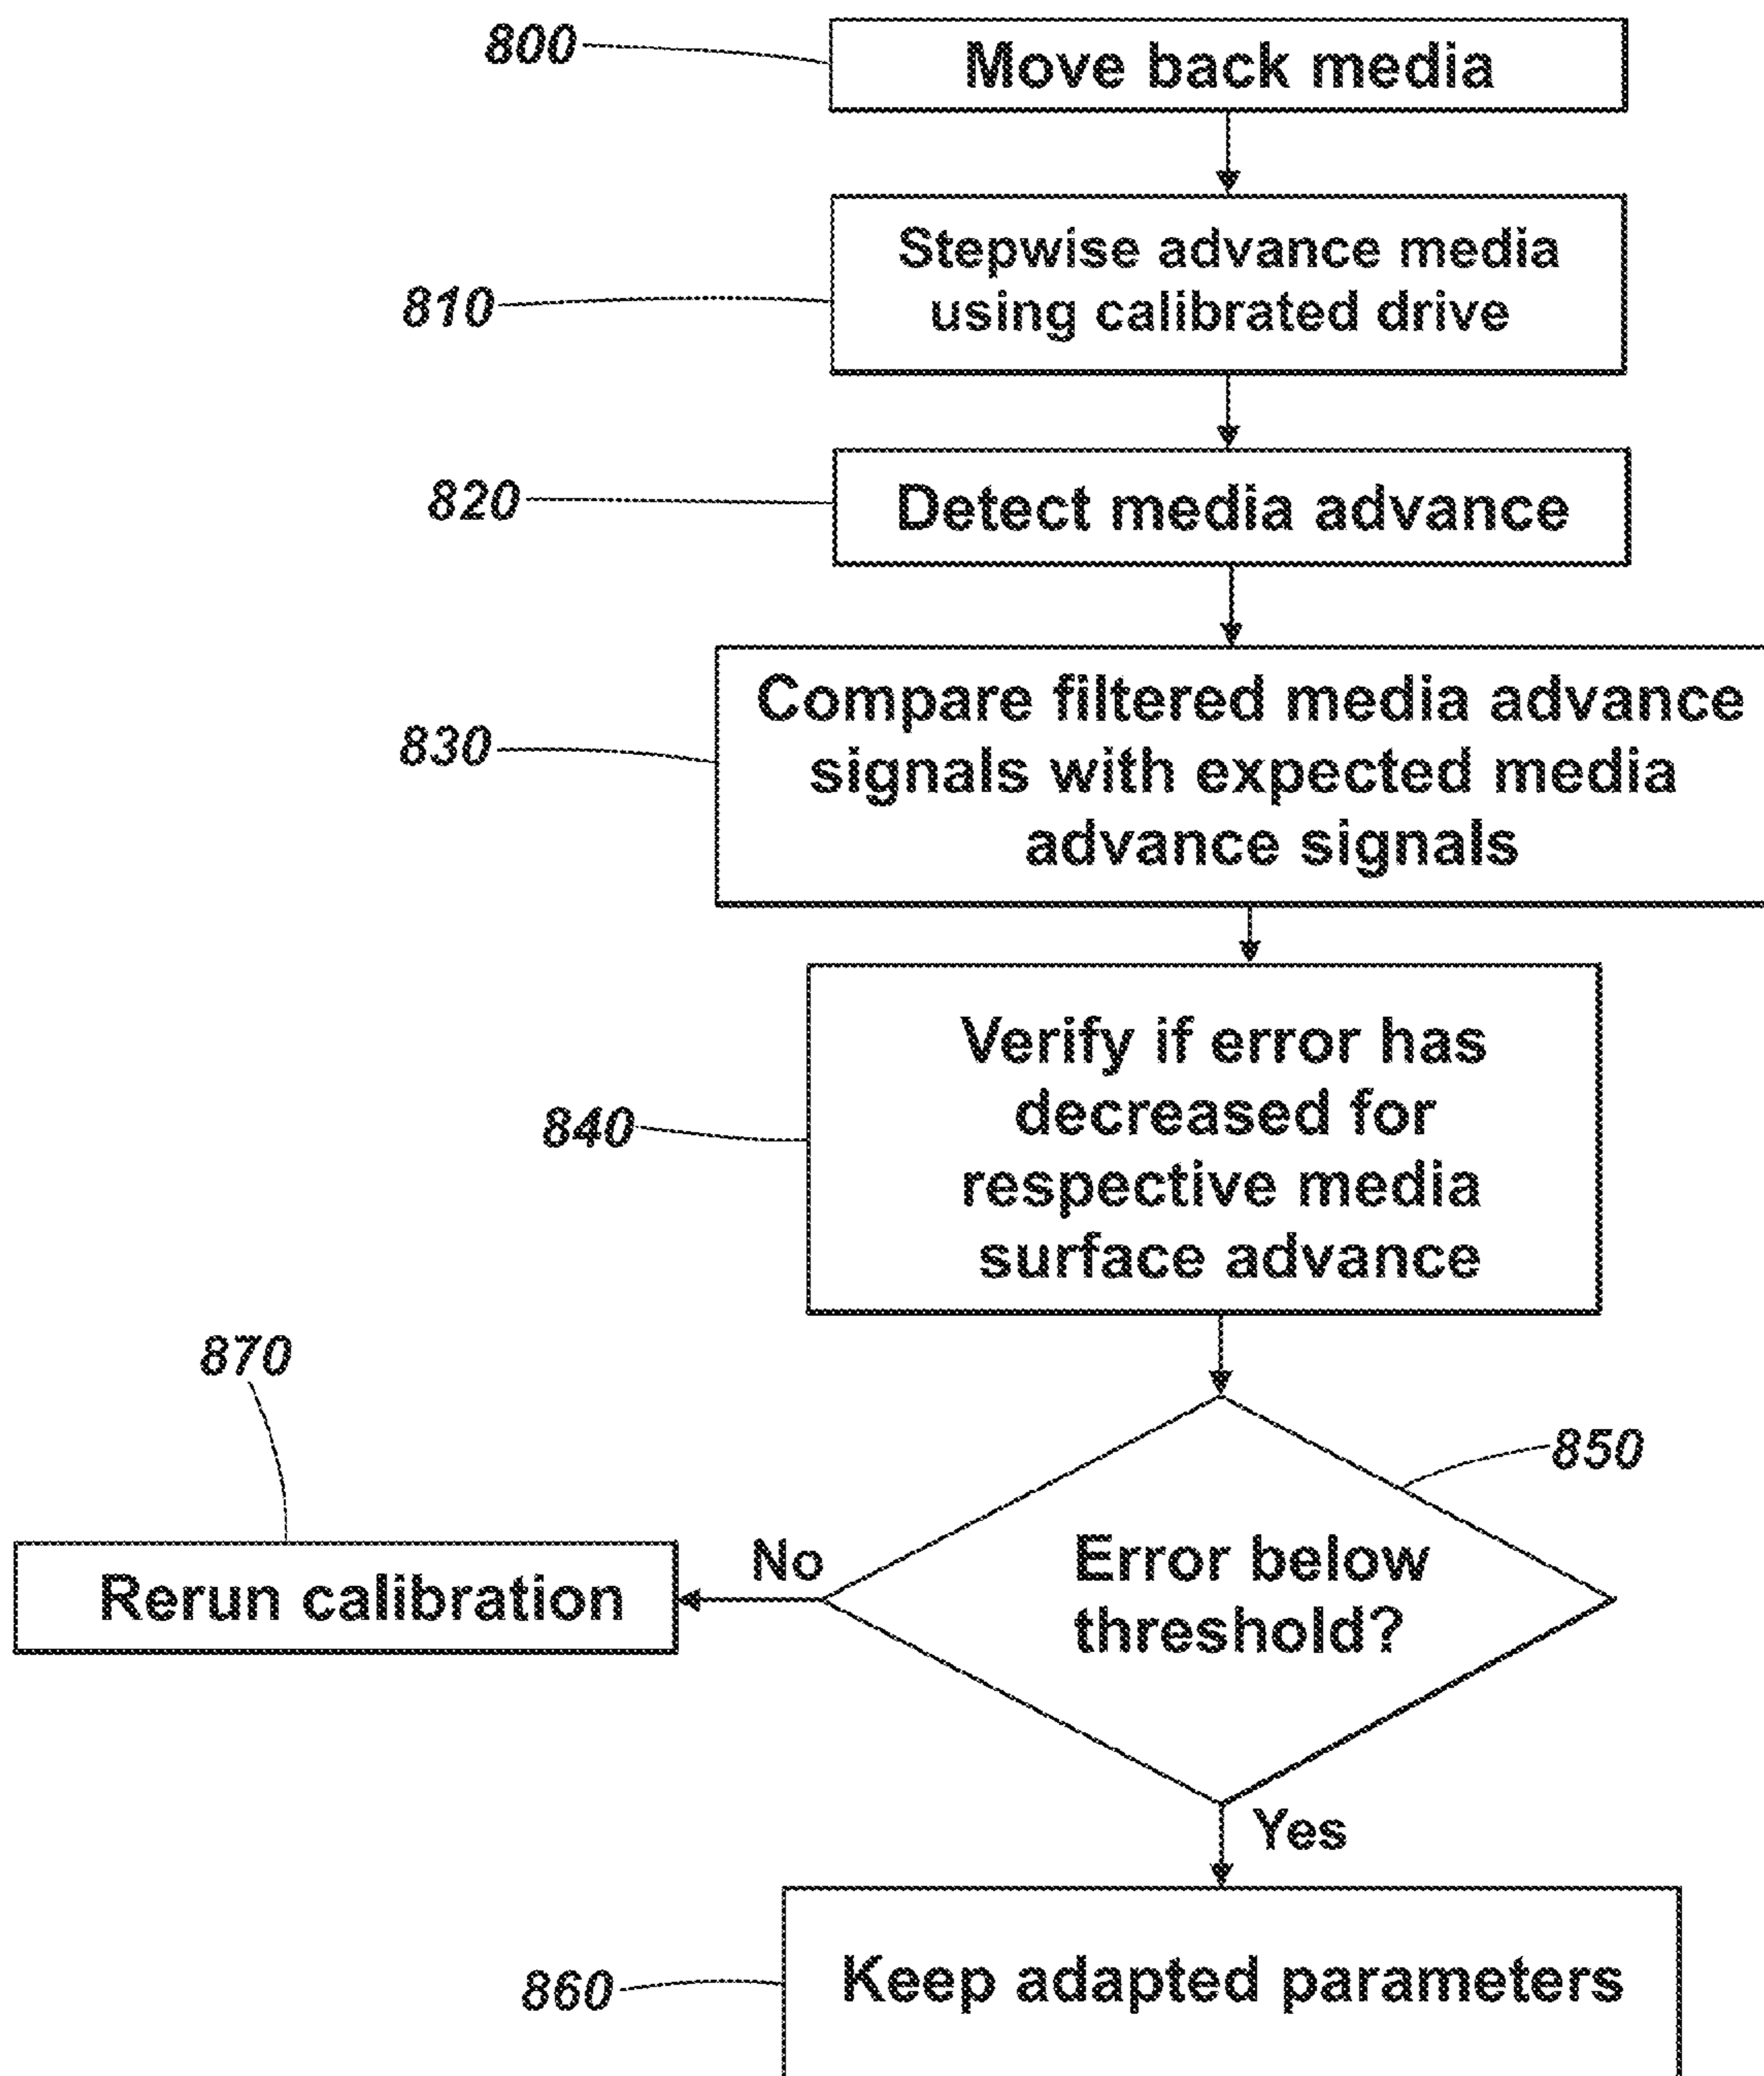 800
Move back media
810
Stepwise advance media
using calibrated drive
820
Detect media advance
830
Compare filtered media advance
signals with expected media
advance signals
840
Verify if error has
decreased for
respective media
surface advance
870
850
Rerun calibration
No
Error below
threshold?
Yes
860
Keep adapted parameters